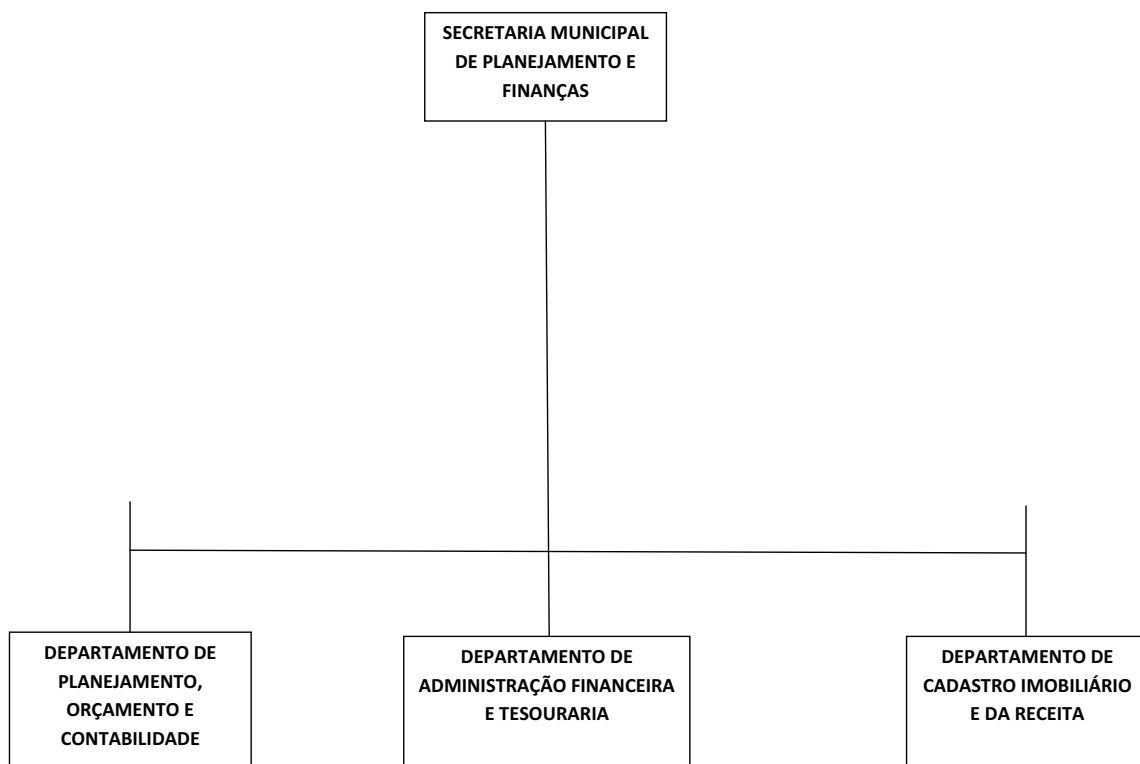 SECRETARIA MUNICIPAL
DE PLANEJAMENTO E
FINANÇAS
DEPARTAMENTO DE
PLANEJAMENTO,
ORÇAMENTO E
CONTABILIDADE
DEPARTAMENTO DE
ADMINISTRAÇÃO FINANCEIRA
E TESOURARIA
DEPARTAMENTO DE
CADASTRO IMOBILIÁRIO
E DA RECEITA